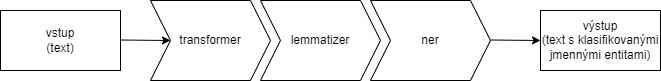 vstup
(text)
transformer
lemmatizer
ner
výstup
(text s klasifikovanými
jmennými entitami)